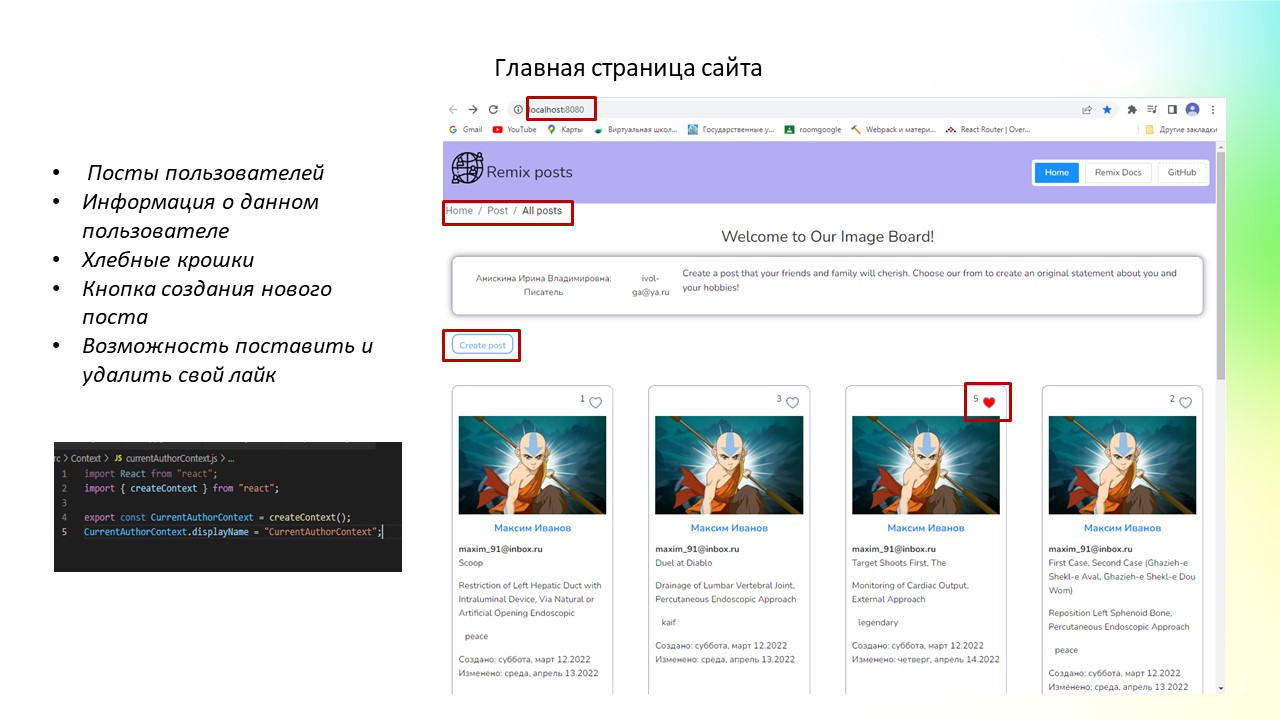 Главная страница сайта
• Посты пользователей
• Информация о данном
пользователе
• Хлебные крошки
• Кнопка создания нового
поста
• Возможность поставить и
удалить свой лайк
rc > Context > JS currentAuthorContext.js > ...
1 import React from "react";
2 import { createContext } from "react";
3
4 export const CurrentAuthorContext = createContext();
5 CurrentAuthorContext.displayName = "CurrentAuthorContext";
localhost:8080
Gmail YouTube Карты Виртуальная школ... Государственные у... roomgoogle Webpack и матери... React Router | Over... Другие закладки
Remix posts
Home Remix Docs GitHub
Home / Post / All posts
Welcome to Our Image Board!
Анискина Ирина Владимировна:
Писатель
ivol-
ga@ya.ru
Create a post that your friends and family will cherish. Choose our from to create an original statement about you and
your hobbies!
Create post
1
Максим Иванов
maxim_91@inbox.ru
Scoop
Restriction of Left Hepatic Duct with
Intraluminal Device, Via Natural or
Artificial Opening Endoscopic
peace
Создано: суббота, март 12.2022
Изменено: среда, апрель 13.2022
3
Максим Иванов
maxim_91@inbox.ru
Duel at Diablo
Drainage of Lumbar Vertebral Joint,
Percutaneous Endoscopic Approach
kaif
Создано: суббота, март 12.2022
Изменено: среда, апрель 13.2022
5
Максим Иванов
maxim_91@inbox.ru
Target Shoots First, The
Monitoring of Cardiac Output,
External Approach
legendary
Создано: суббота, март 12.2022
Изменено: четверг, апрель 14.2022
2
Максим Иванов
maxim_91@inbox.ru
First Case, Second Case (Ghazieh-e
Shekl-e Aval, Ghazieh-e Shekl-e Dou
Wom)
Reposition Left Sphenoid Bone,
Percutaneous Endoscopic Approach
peace
Создано: суббота, март 12.2022
Изменено: среда, апрель 13.2022